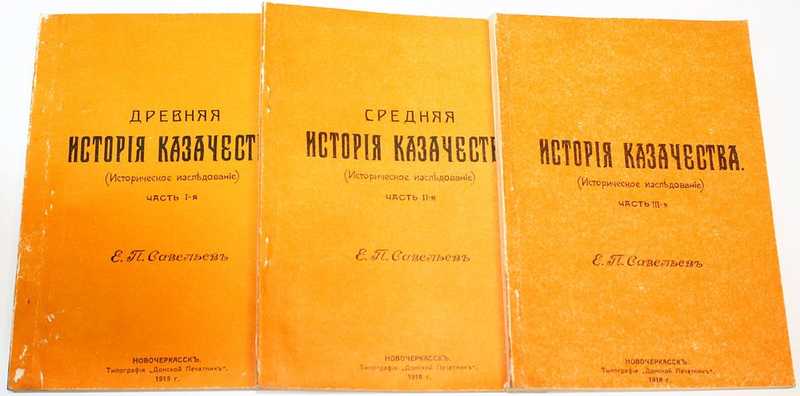 ДРЕВНЯЯ
ИСТОРІЯ КАЗАЧЕСТ
(Историческое изслѣдованіе)
ЧАСТЬ I-я
Е. П. Савельевъ
НОВОЧЕРКАССКЪ.
Типографія „Донской Печатникъ".
СРЕДНЯЯ
ИСТОРІЯ КАЗАЧЕСТ
(Историческое изслѣдованіе)
ЧАСТЬ II-я
Е. П. Савельевъ
НОВОЧЕРКАССКЪ.
Типографія „Донской Печатникъ".
ИСТОРІЯ КАЗАЧЕСТВА.
(Историческое изслѣдованіе)
ЧАСТЬ III-я
Е. П. Савельевъ
НОВОЧЕРКАССКЪ.
Типографія „Донской Печатникъ".